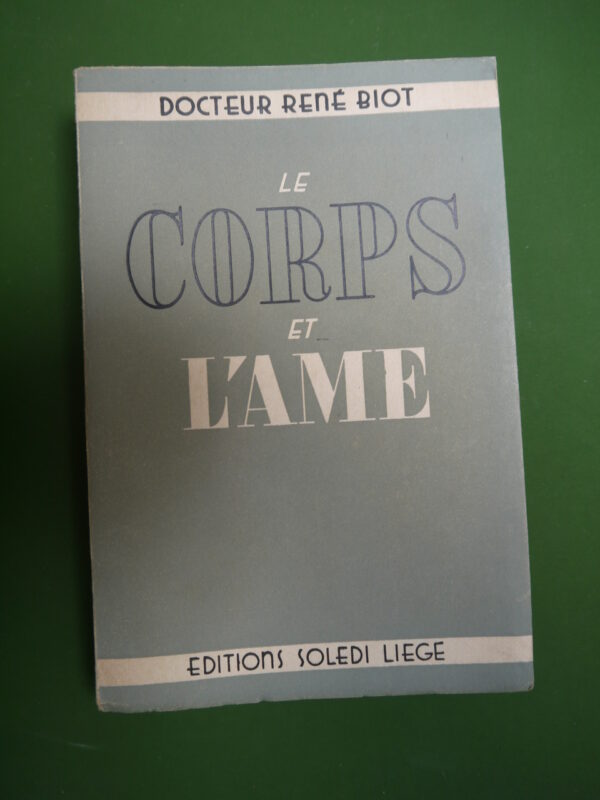 DOCTEUR RENÉ BIOT
LE
CORPS
ET
L'AME
EDITIONS SOLEDI LIEGE